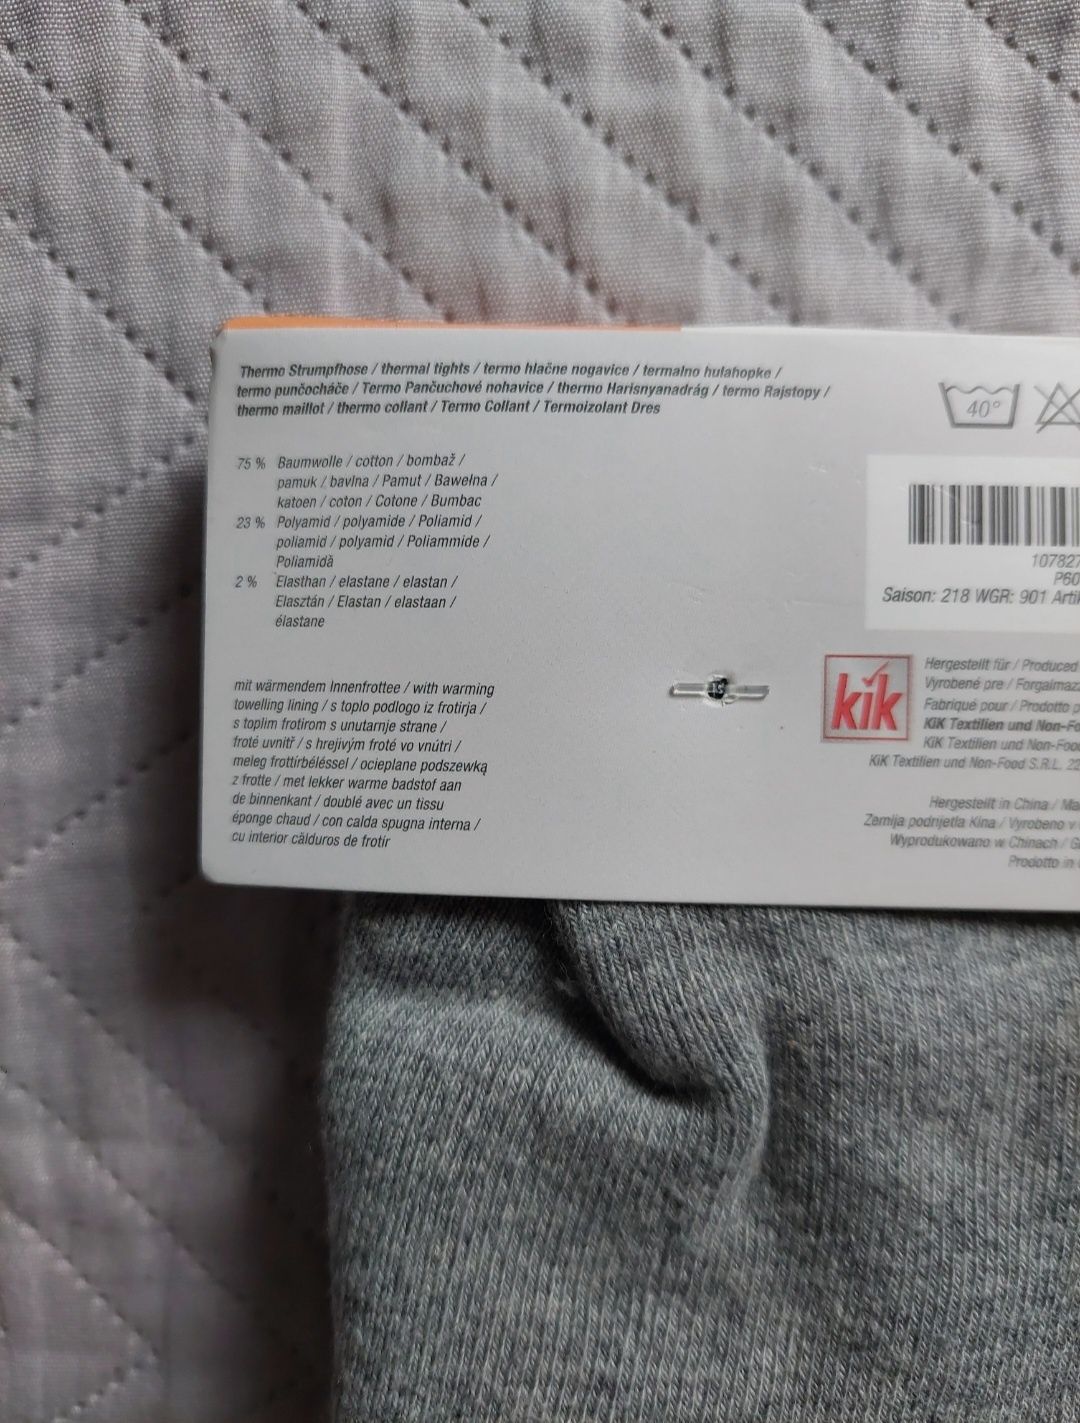 Thermo Strumpfhose / thermal tights / termo hlačne nogavice / termalno hulahopke /
termo punčocháče / Termo Pančuchové nohavice / thermo Harisnyanadrág / termo Rajstopy /
thermo maillot / thermo collant / Termo Collant / Termoizolant Dres
75 % Baumwolle / cotton / bombaž /
pamuk / bavlna / Pamut / Bawełna /
katoen / coton / Cotone / Bumbac
23 % Polyamid / polyamide / Poliamid /
poliamid / polyamid / Poliammide /
Poliamidă
2 % Elasthan / elastane / elastan /
Elasztán / Elastan / elastaan /
élastane
mit wärmendem Innenfrottee / with warming
towelling lining / s toplo podlogo iz frotirja /
s toplim frotirom s unutarnje strane /
froté uvnitř / s hrejivým froté vo vnútri /
meleg frottírbéléssel / ocieplane podszewką
z frotte / met lekker warme badstof aan
de binnenkant / doublé avec un tissu
éponge chaud / con calda spugna interna /
cu interior călduros de frotir
40°
107827
P60
Saison: 218 WGR: 901 Arti
kik
Hergestellt für / Produced
Vyrobené pre / Forgalmaz
Fabriqué pour / Prodotto p
KiK Textilien und Non-Fo
KiK Textilien und Non-Food
KiK Textilien und Non-Food S.R.L. 22
Hergestellt in China / Ma
Zemlja podrijetla Kina / Vyrobeno v
Wyprodukowano w Chinach / G
Prodotto in